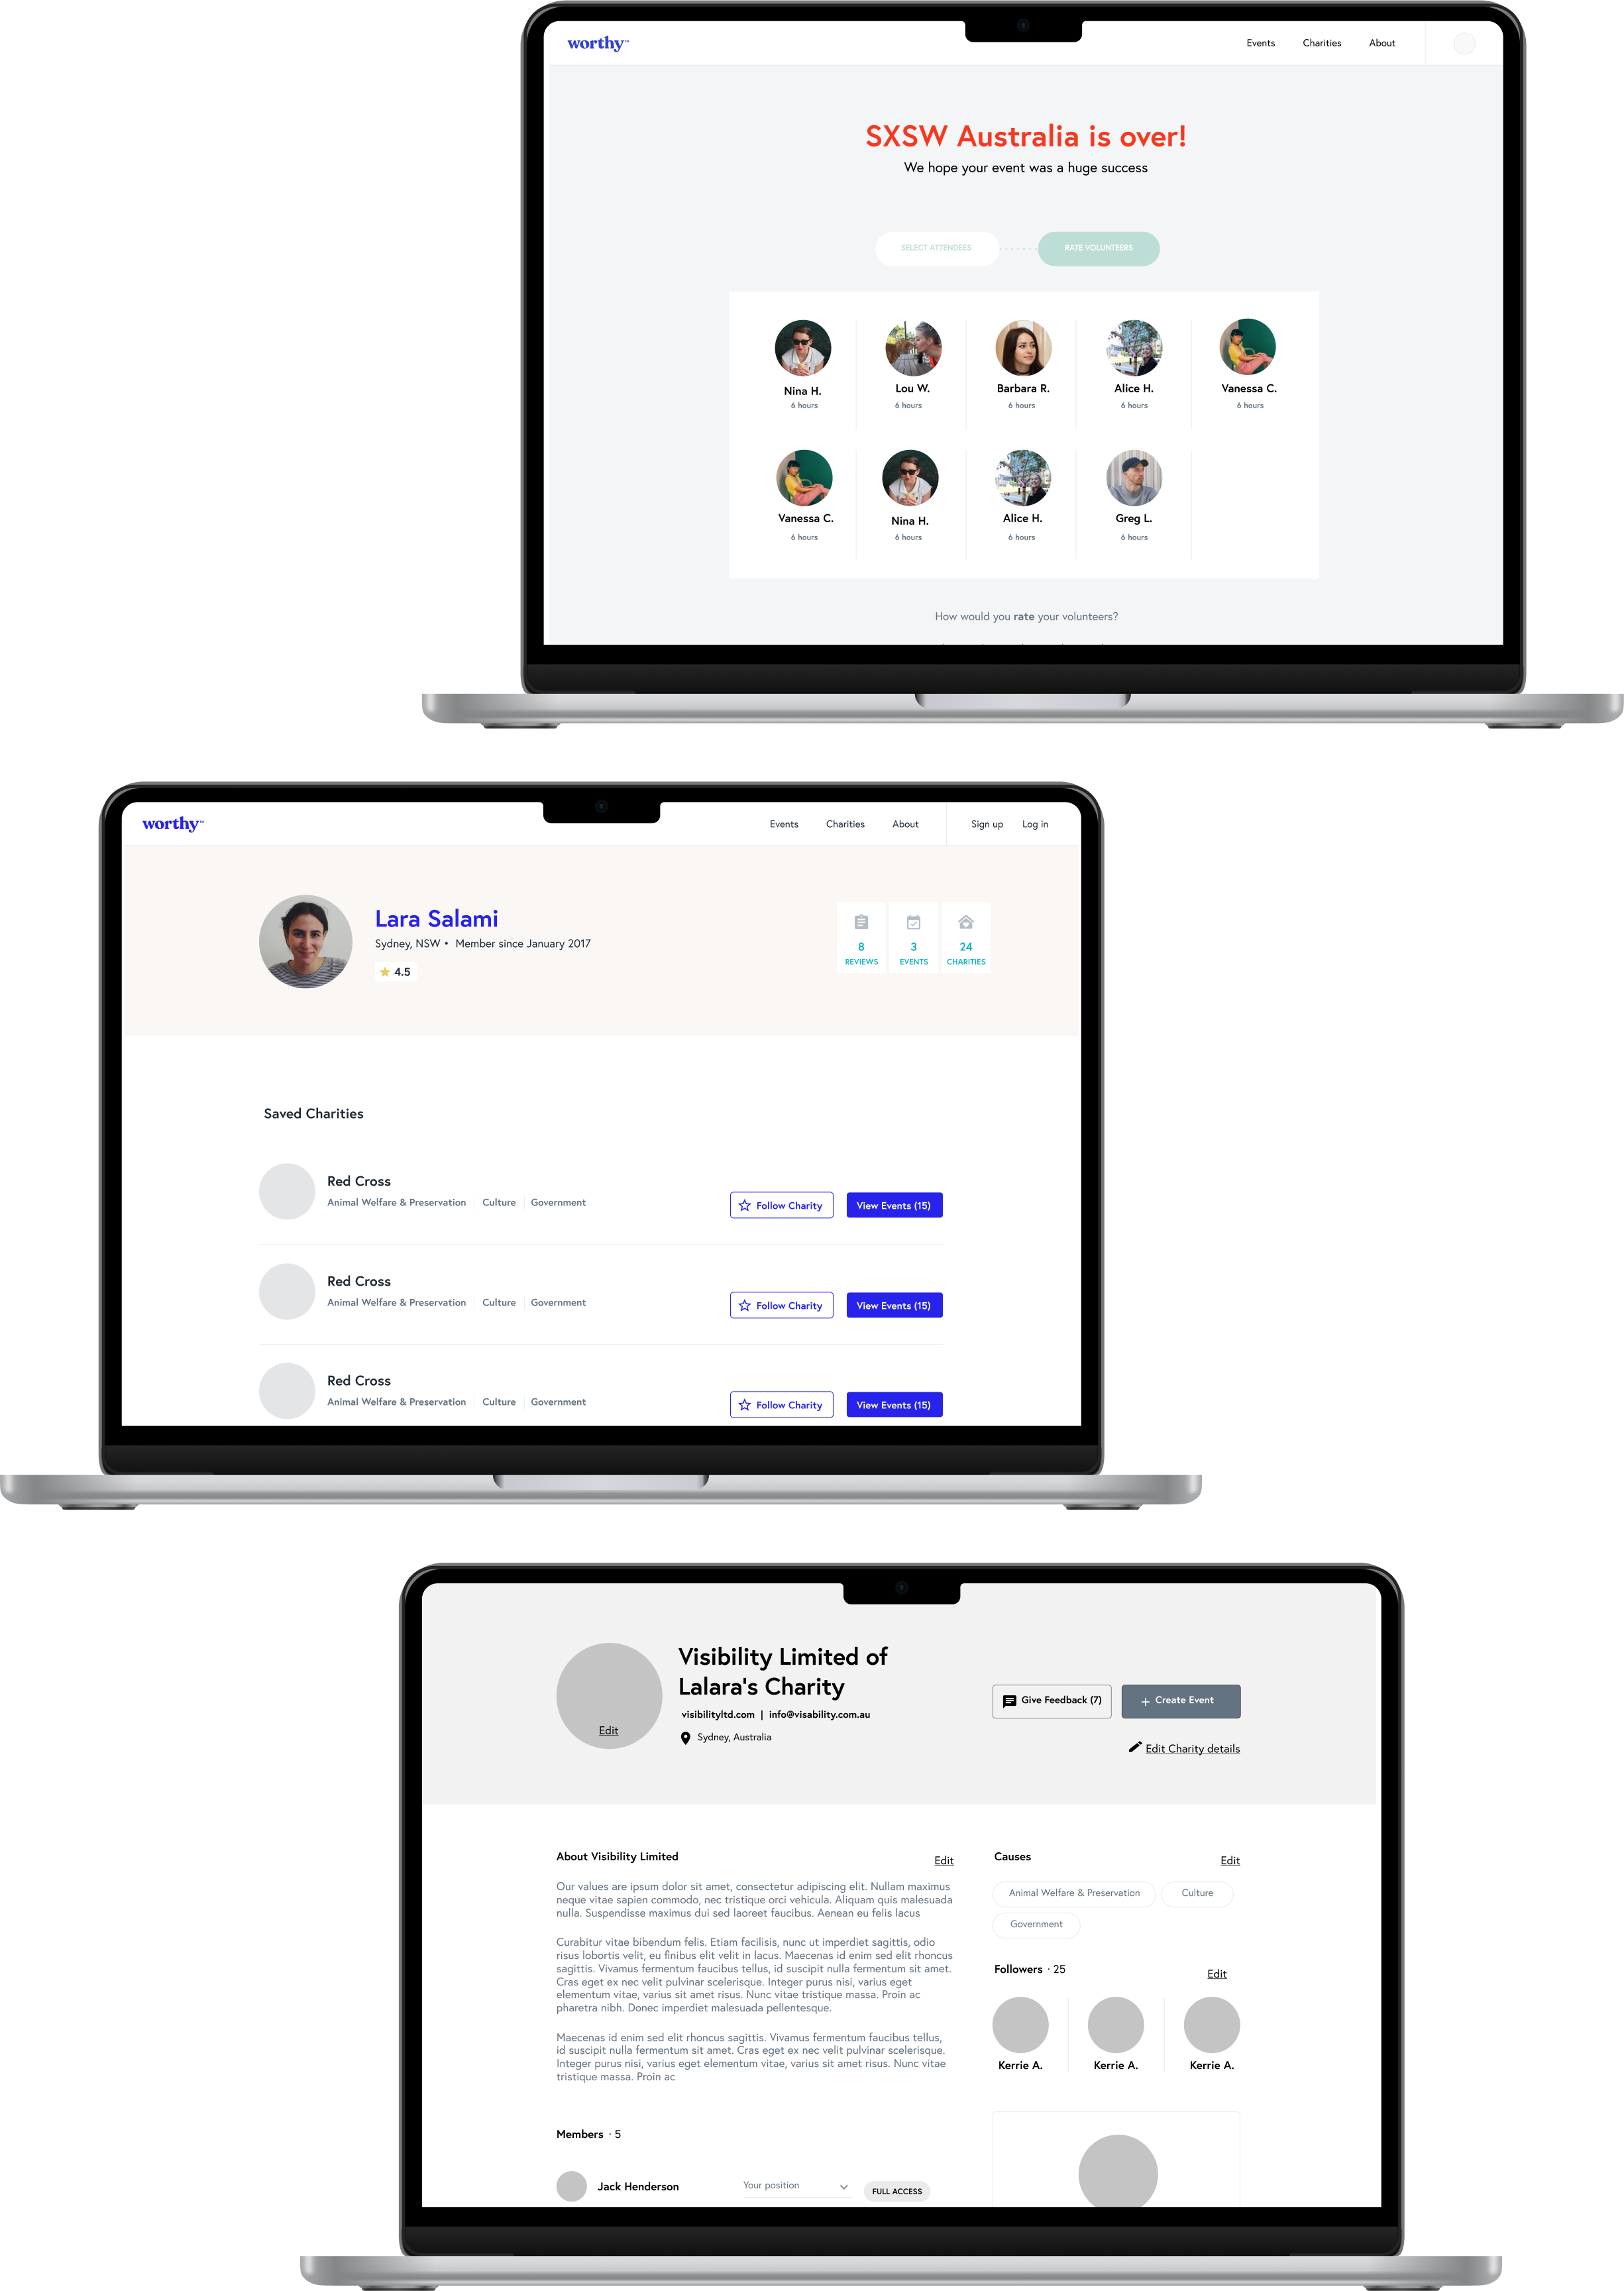 worthy™
Events Charities About
SXSW Australia is over!
We hope your event was a huge success
SELECT ATTENDEES RATE VOLUNTEERS
Nina H. Lou W. Barbara R. Alice H. Vanessa C.
6 hours 6 hours 6 hours 6 hours 6 hours
Vanessa C. Nina H. Alice H. Greg L.
6 hours 6 hours 6 hours 6 hours
How would you rate your volunteers?
worthy™
Events Charities About Sign up Log in
Lara Salami
Sydney, NSW • Member since January 2017
4.5
8 3 24
REVIEWS EVENTS CHARITIES
Saved Charities
Red Cross
Animal Welfare & Preservation Culture Government
Follow Charity View Events (15)
Red Cross
Animal Welfare & Preservation Culture Government
Follow Charity View Events (15)
Red Cross
Animal Welfare & Preservation Culture Government
Follow Charity View Events (15)
Visibility Limited of
Lalara's Charity
visibilityltd.com | info@visability.com.au
Sydney, Australia
Edit
Give Feedback (7) + Create Event
Edit Charity details
About Visibility Limited Edit
Our values are ipsum dolor sit amet, consectetur adipiscing elit. Nullam maximus
neque vitae sapien commodo, nec tristique orci vehicula. Aliquam quis malesuada
nulla. Suspendisse maximus dui sed laoreet faucibus. Aenean eu felis lacus
Curabitur vitae bibendum felis. Etiam facilisis, nunc ut imperdiet sagittis, odio
risus lobortis velit, eu finibus elit velit in lacus. Maecenas id enim sed elit rhoncus
sagittis. Vivamus fermentum faucibus tellus, id suscipit nulla fermentum sit amet.
Cras eget ex nec velit pulvinar scelerisque. Integer purus nisi, varius eget
elementum vitae, varius sit amet risus. Nunc vitae tristique massa. Proin ac
pharetra nibh. Donec imperdiet malesuada pellentesque.
Maecenas id enim sed elit rhoncus sagittis. Vivamus fermentum faucibus tellus,
id suscipit nulla fermentum sit amet. Cras eget ex nec velit pulvinar scelerisque.
Integer purus nisi, varius eget elementum vitae, varius sit amet risus. Nunc vitae
tristique massa. Proin ac
Members · 5
Jack Henderson Your position FULL ACCESS
Causes Edit
Animal Welfare & Preservation Culture
Government
Followers · 25 Edit
Kerrie A. Kerrie A. Kerrie A.